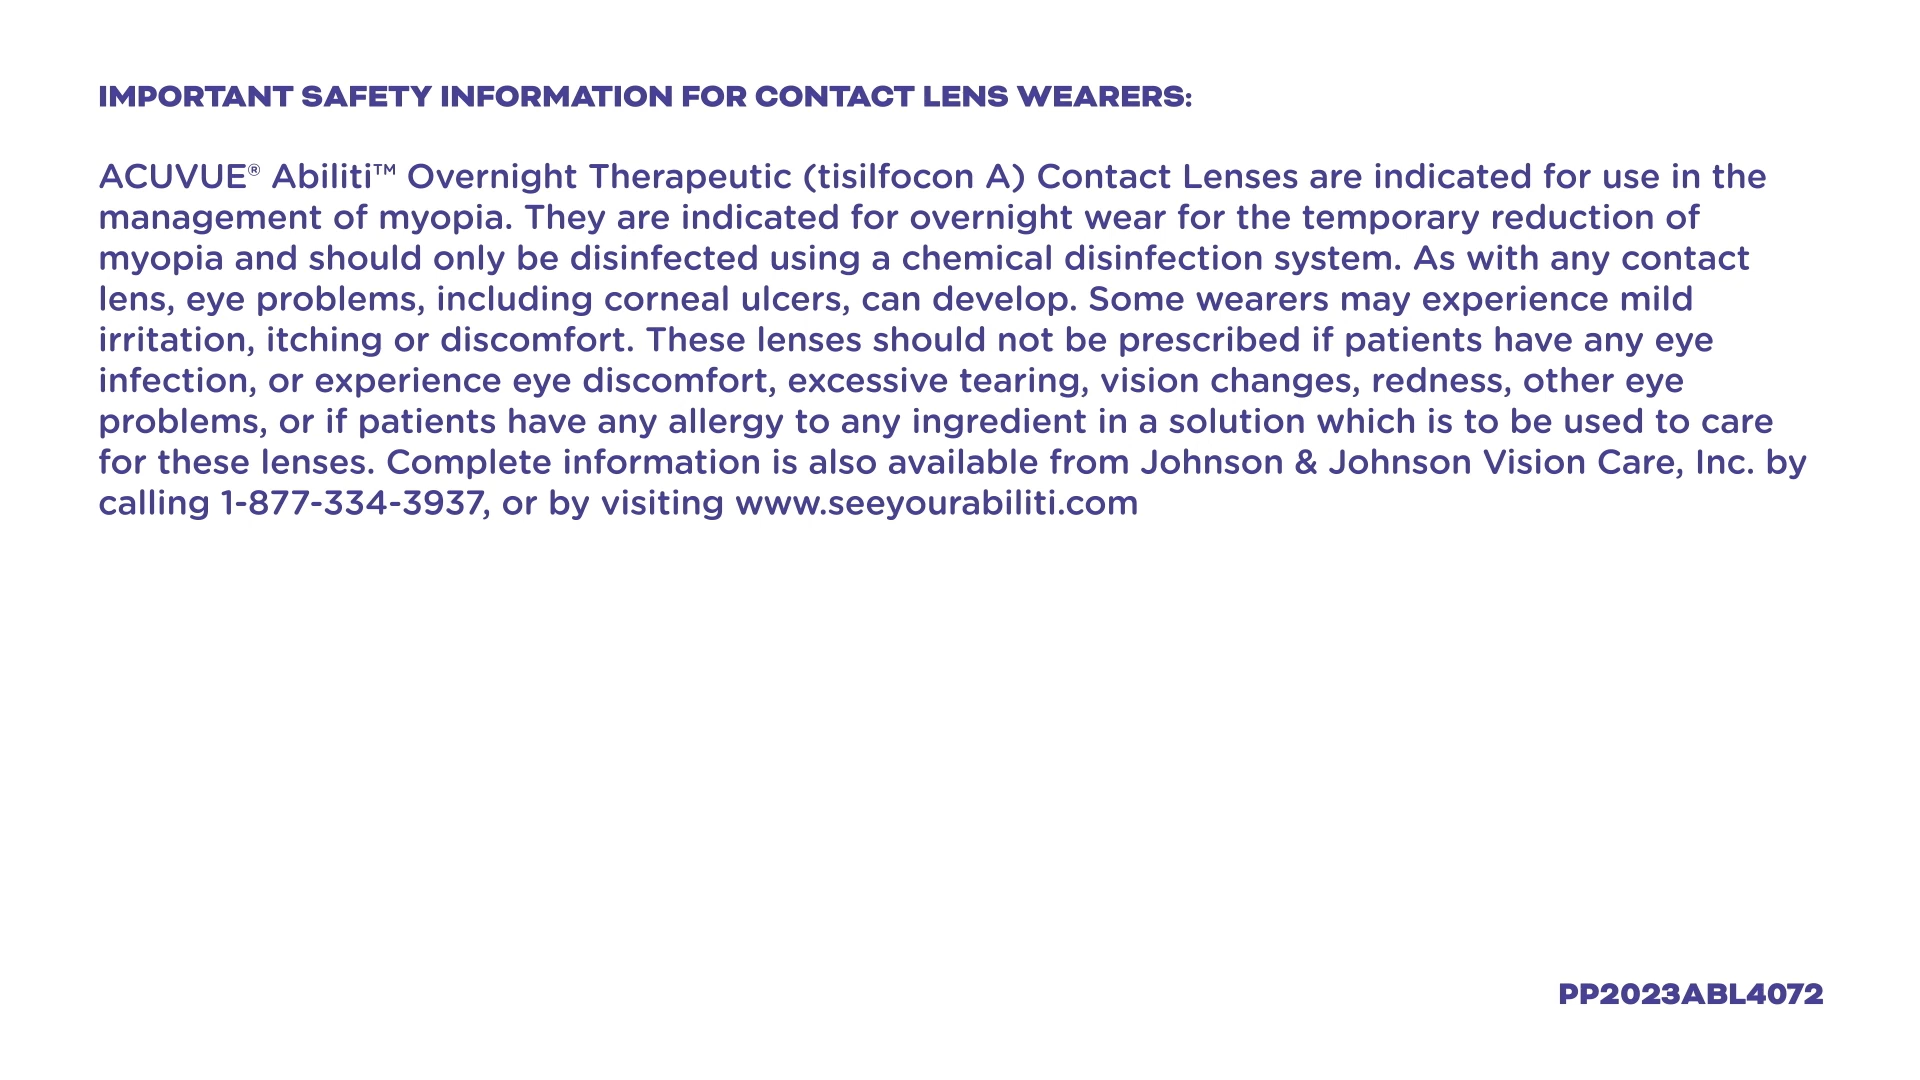 IMPORTANT SAFETY INFORMATION FOR CONTACT LENS WEARERS:
ACUVUE® Abiliti™ Overnight Therapeutic (tisilfocon A) Contact Lenses are indicated for use in the
management of myopia. They are indicated for overnight wear for the temporary reduction of
myopia and should only be disinfected using a chemical disinfection system. As with any contact
lens, eye problems, including corneal ulcers, can develop. Some wearers may experience mild
irritation, itching or discomfort. These lenses should not be prescribed if patients have any eye
infection, or experience eye discomfort, excessive tearing, vision changes, redness, other eye
problems, or if patients have any allergy to any ingredient in a solution which is to be used to care
for these lenses. Complete information is also available from Johnson & Johnson Vision Care, Inc. by
calling 1-877-334-3937, or by visiting www.seeyourabiliti.com
PP2023ABL4072